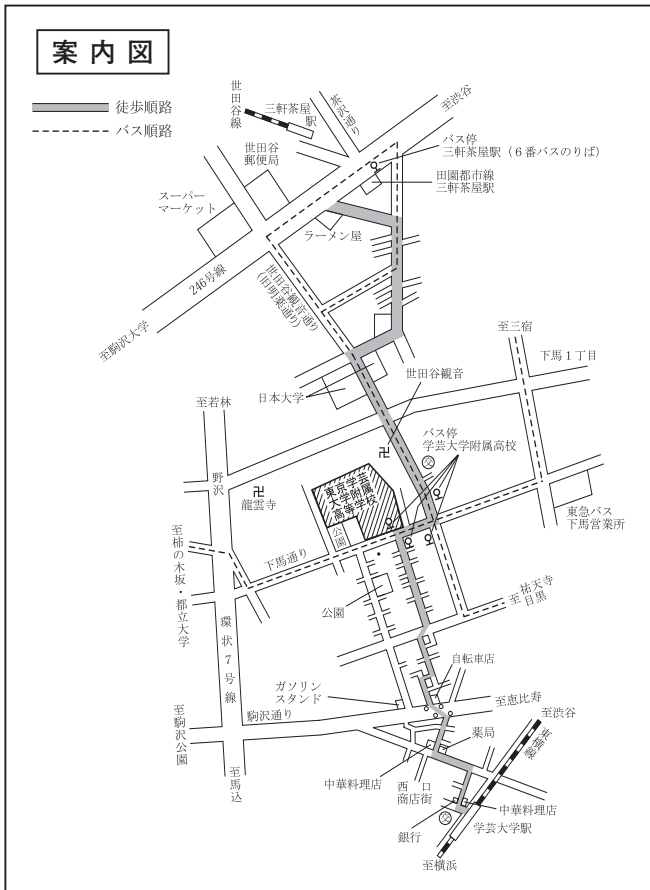 案内図
徒歩順路
バス順路
世田谷線
三軒茶屋
駅
茶沢通り
至渋谷
バス停
三軒茶屋駅（6番バスのりば）
田園都市線
三軒茶屋駅
世田谷
郵便局
スーパー
マーケット
ラーメン屋
246号線
至駒沢大学
世田谷観音通り
（旧明薬通り）
至三宿
下馬1丁目
世田谷観音
日本大学
至若林
バス停
学芸大学附属高校
卍
交
野沢
卍
龍雲寺
東京学芸
大学附属
高等学校
公園
東急バス
下馬営業所
至柿の木坂・都立大学
下馬通り
公園
至祐天寺
目黒
環状7号線
自転車店
ガソリン
スタンド
駒沢通り
至恵比寿
至渋谷
至駒沢公園
薬局
東横線
至馬込
中華料理店
西口
商店街
中華料理店
交
銀行
学芸大学駅
至横浜